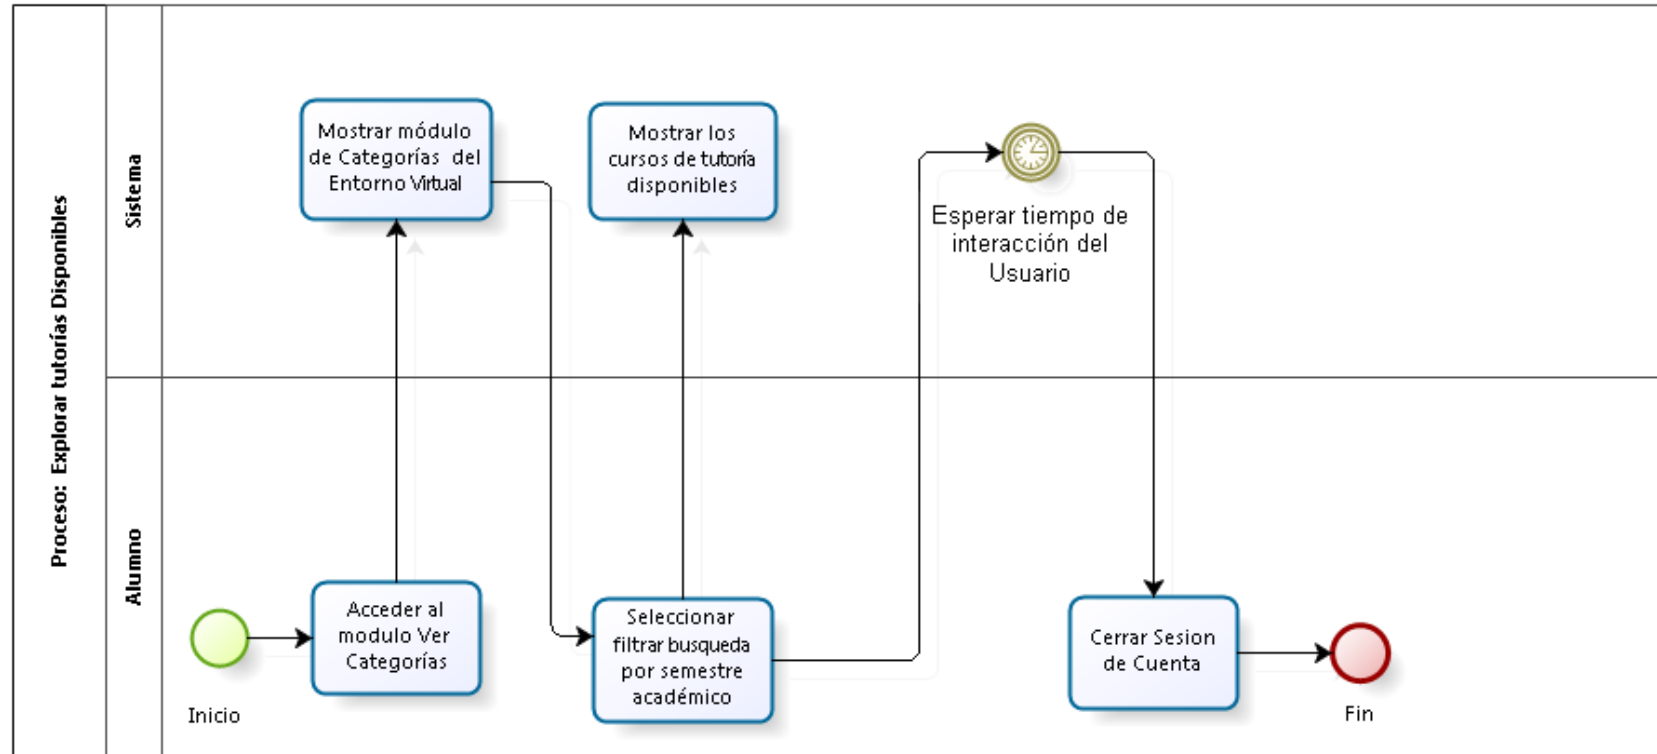 Proceso: Explorar tutorías Disponibles
Sistema
Mostrar módulo
de Categorías del
Entorno Virtual
Mostrar los
cursos de tutoría
disponibles
Esperar tiempo de
interacción del
Usuario
Alumno
Inicio
Acceder al
modulo Ver
Categorías
Seleccionar
filtrar busqueda
por semestre
académico
Cerrar Sesion
de Cuenta
Fin